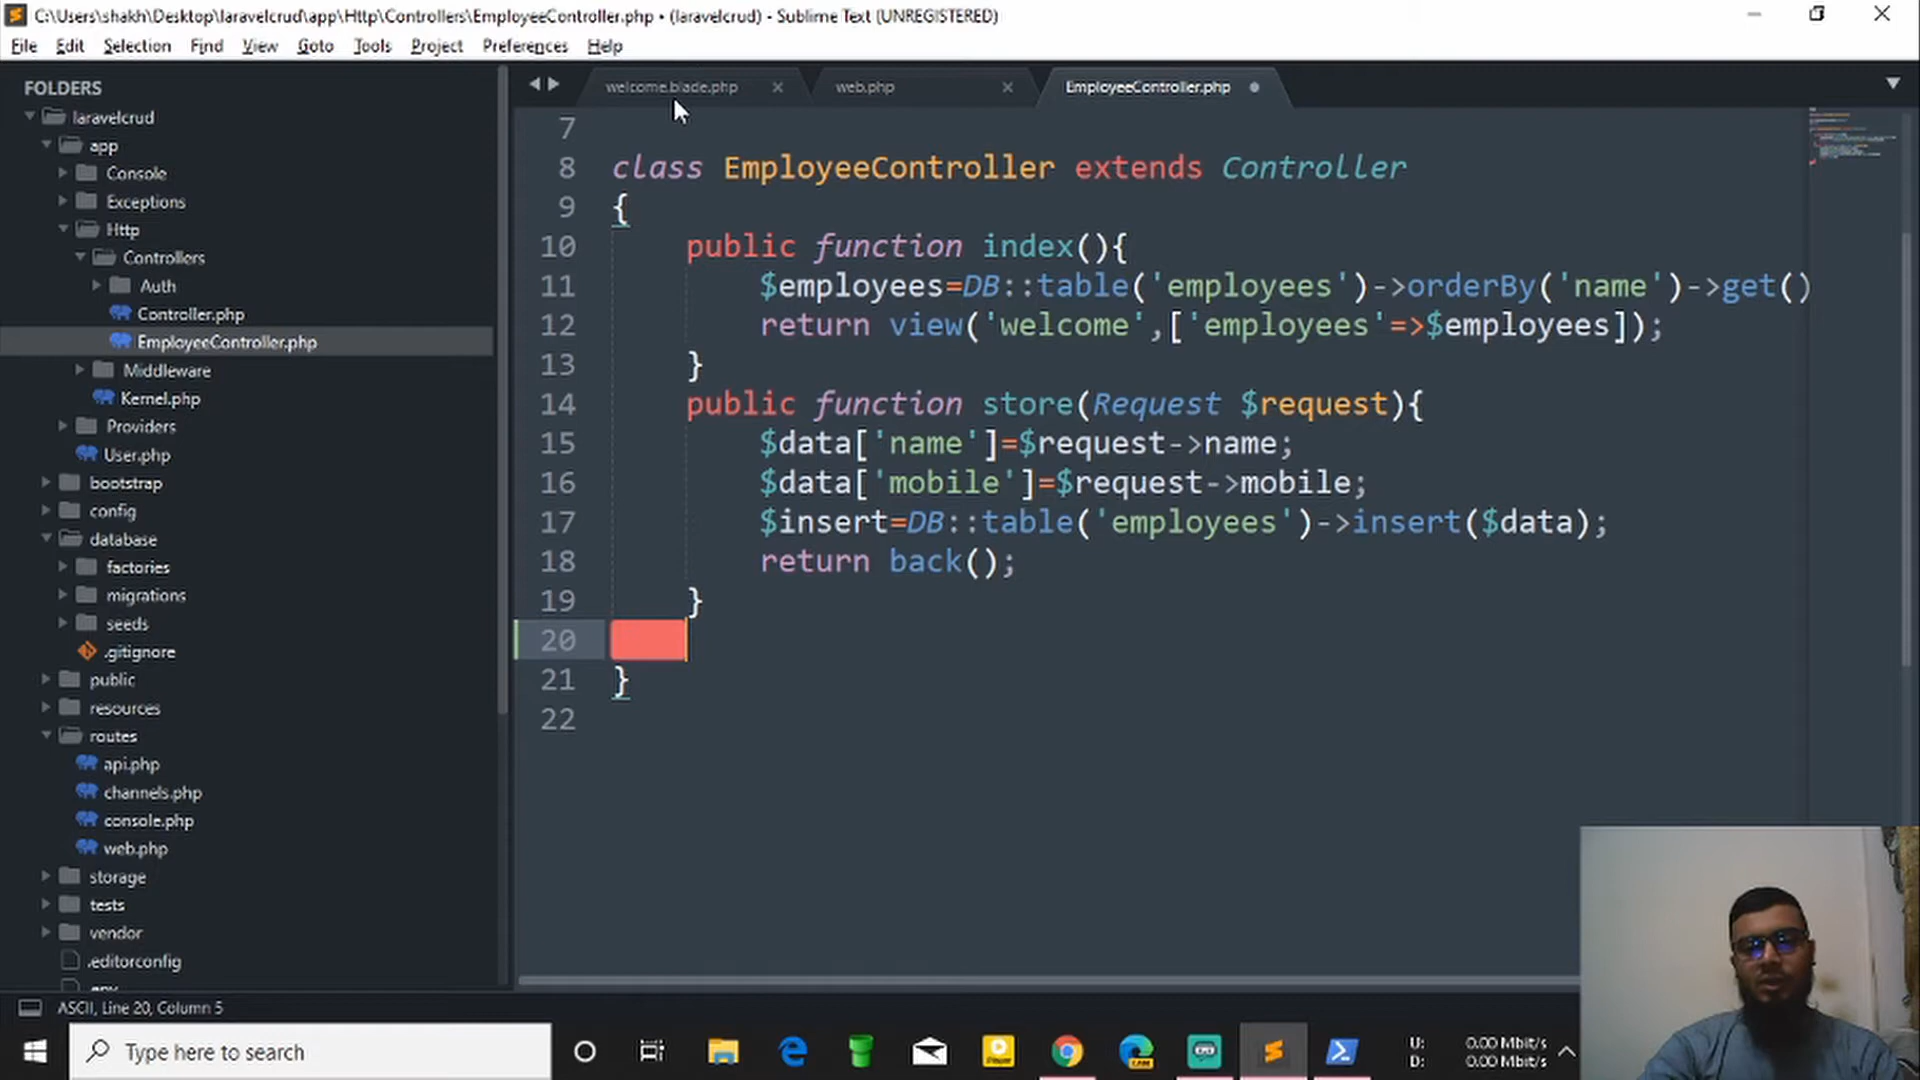 C:\Users\shakh\Desktop\laravelcrud\app\Http\Controllers\EmployeeController.php • (laravelcrud) - Sublime Text (UNREGISTERED)
File Edit Selection Find View Goto Tools Project Preferences Help
FOLDERS
laravelcrud
app
Console
Exceptions
Http
Controllers
Auth
Controller.php
EmployeeController.php
Middleware
Kernel.php
Providers
User.php
bootstrap
config
database
factories
migrations
seeds
.gitignore
public
resources
routes
api.php
channels.php
console.php
web.php
storage
tests
vendor
.editorconfig
welcome.blade.php web.php EmployeeController.php
7
8 class EmployeeController extends Controller
9 {
10 public function index(){
11 $employees=DB::table('employees')->orderBy('name')->get()
12 return view('welcome',['employees'=>$employees]);
13 }
14 public function store(Request $request){
15 $data['name']=$request->name;
16 $data['mobile']=$request->mobile;
17 $insert=DB::table('employees')->insert($data);
18 return back();
19 }
20
21 }
22
ASCII, Line 20, Column 5
Type here to search
U: 0.00 Mbit/s
D: 0.00 Mbit/s